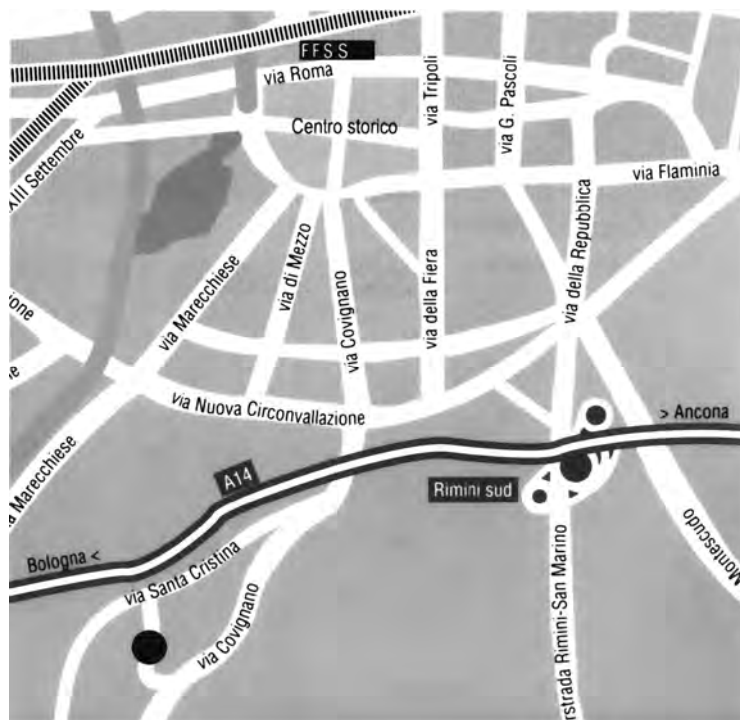 FFSS
via Roma
via Tripoli
via G. Pascoli
Centro storico
XIII Settembre
via Flaminia
via Marecchiese
via di Mezzo
via Covignano
via della Fiera
via della Repubblica
via Nuova Circonvallazione
> Ancona
A14
Rimini sud
Marecchiese
Bologna <
via Santa Cristina
via Covignano
Rimini-San Marino
Montescudo